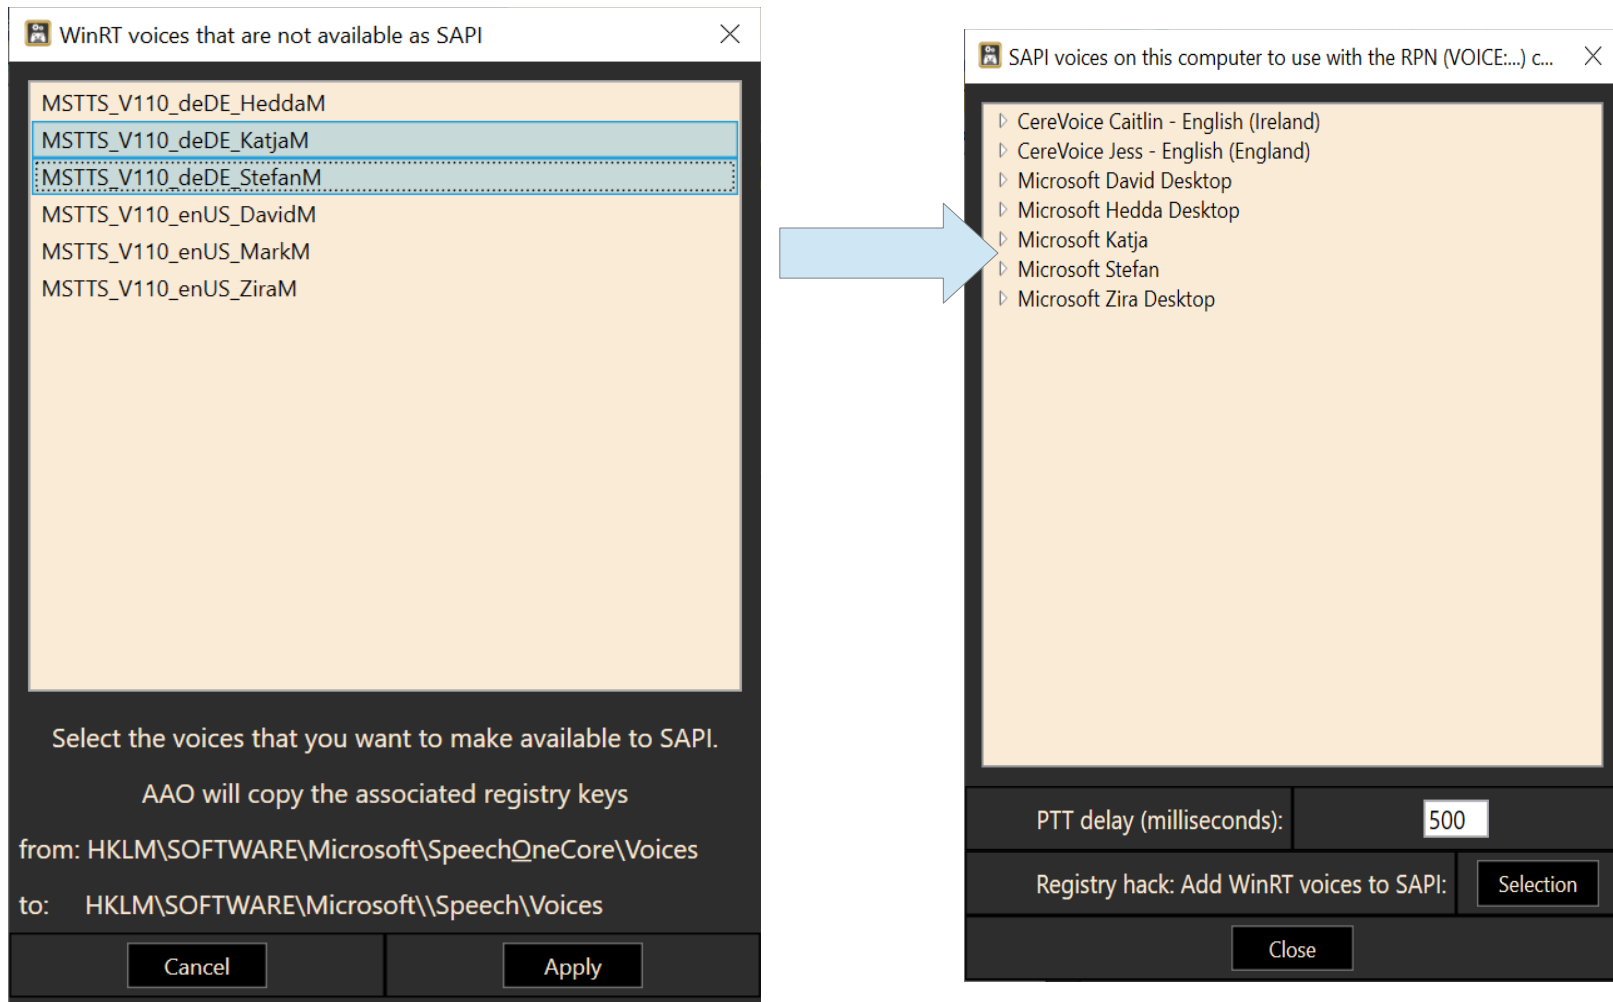 WinRT voices that are not available as SAPI
MSTTS_V110_deDE_HeddaM
MSTTS_V110_deDE_KatjaM
MSTTS_V110_deDE_StefanM
MSTTS_V110_enUS_DavidM
MSTTS_V110_enUS_MarkM
MSTTS_V110_enUS_ZiraM
Select the voices that you want to make available to SAPI.
AAO will copy the associated registry keys
from: HKLM\SOFTWARE\Microsoft\SpeechOneCore\Voices
to: HKLM\SOFTWARE\Microsoft\\Speech\Voices
Cancel
Apply
SAPI voices on this computer to use with the RPN (VOICE:...) c...
CereVoice Caitlin - English (Ireland)
CereVoice Jess - English (England)
Microsoft David Desktop
Microsoft Hedda Desktop
Microsoft Katja
Microsoft Stefan
Microsoft Zira Desktop
PTT delay (milliseconds):
500
Registry hack: Add WinRT voices to SAPI:
Selection
Close